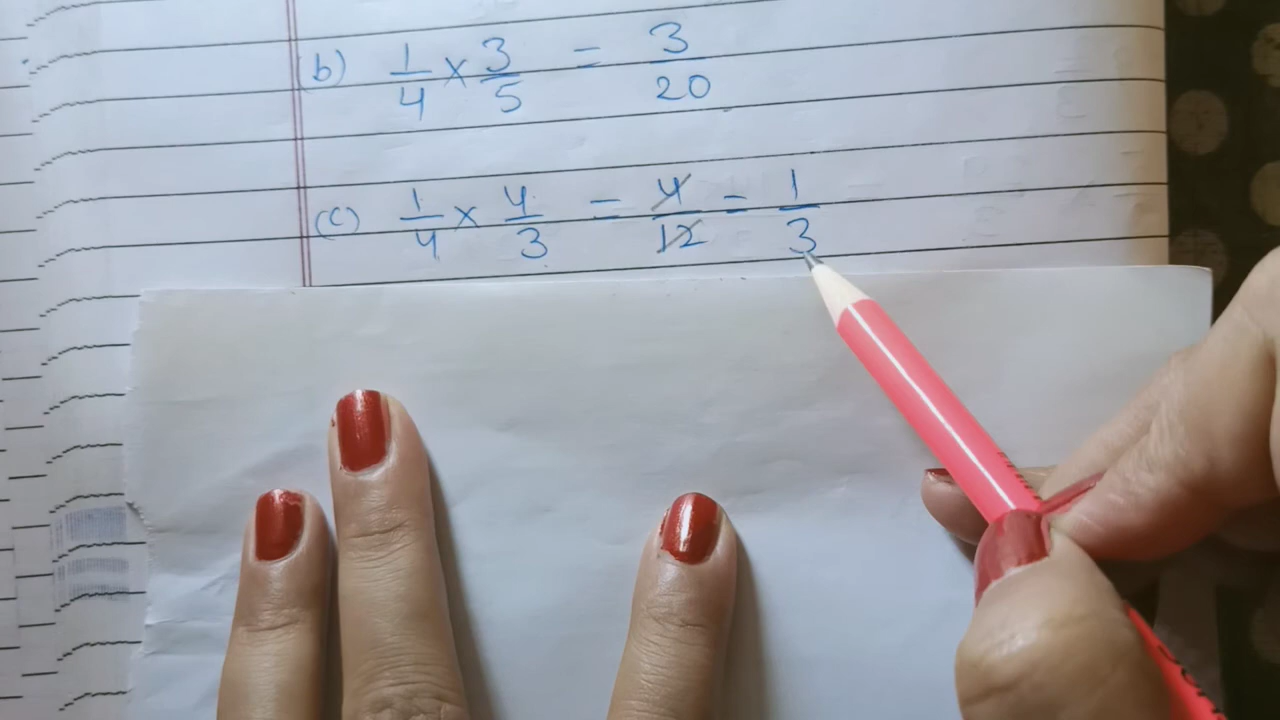 b) 1/4 × 3/5 = 3/20
(c) 1/4 × 4/3 = 4/12 = 1/3